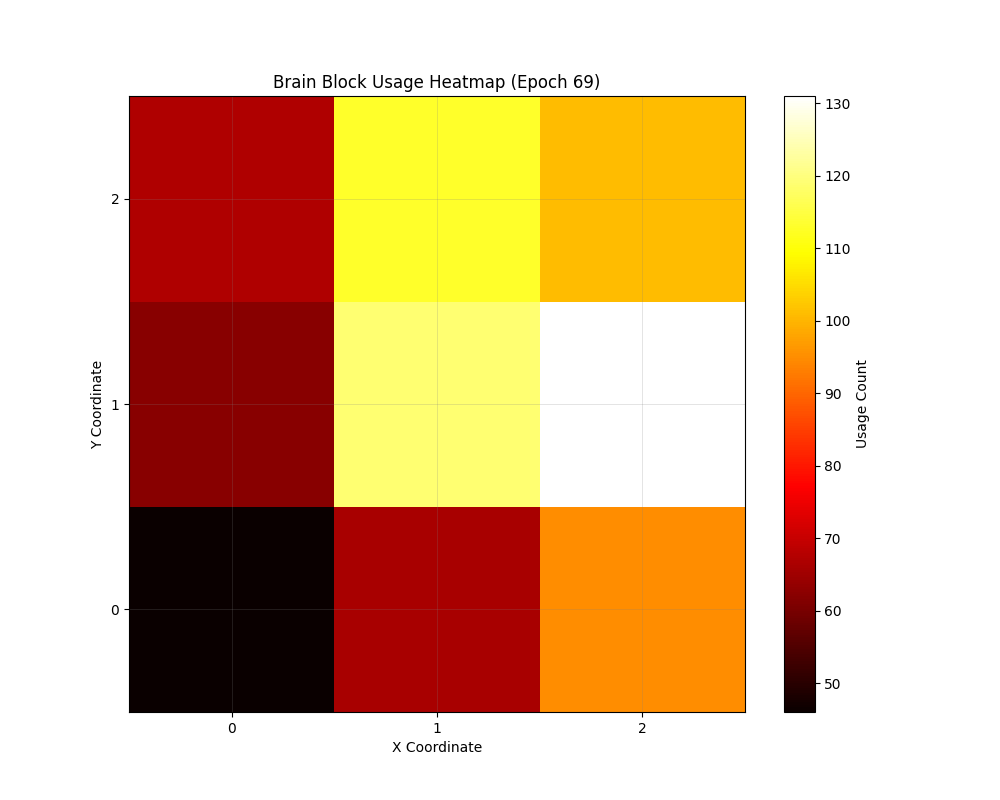 Brain Block Usage Heatmap (Epoch 69)
2
1
0
Y Coordinate
0 1 2
X Coordinate
130
120
110
100
90
80
70
60
50
Usage Count